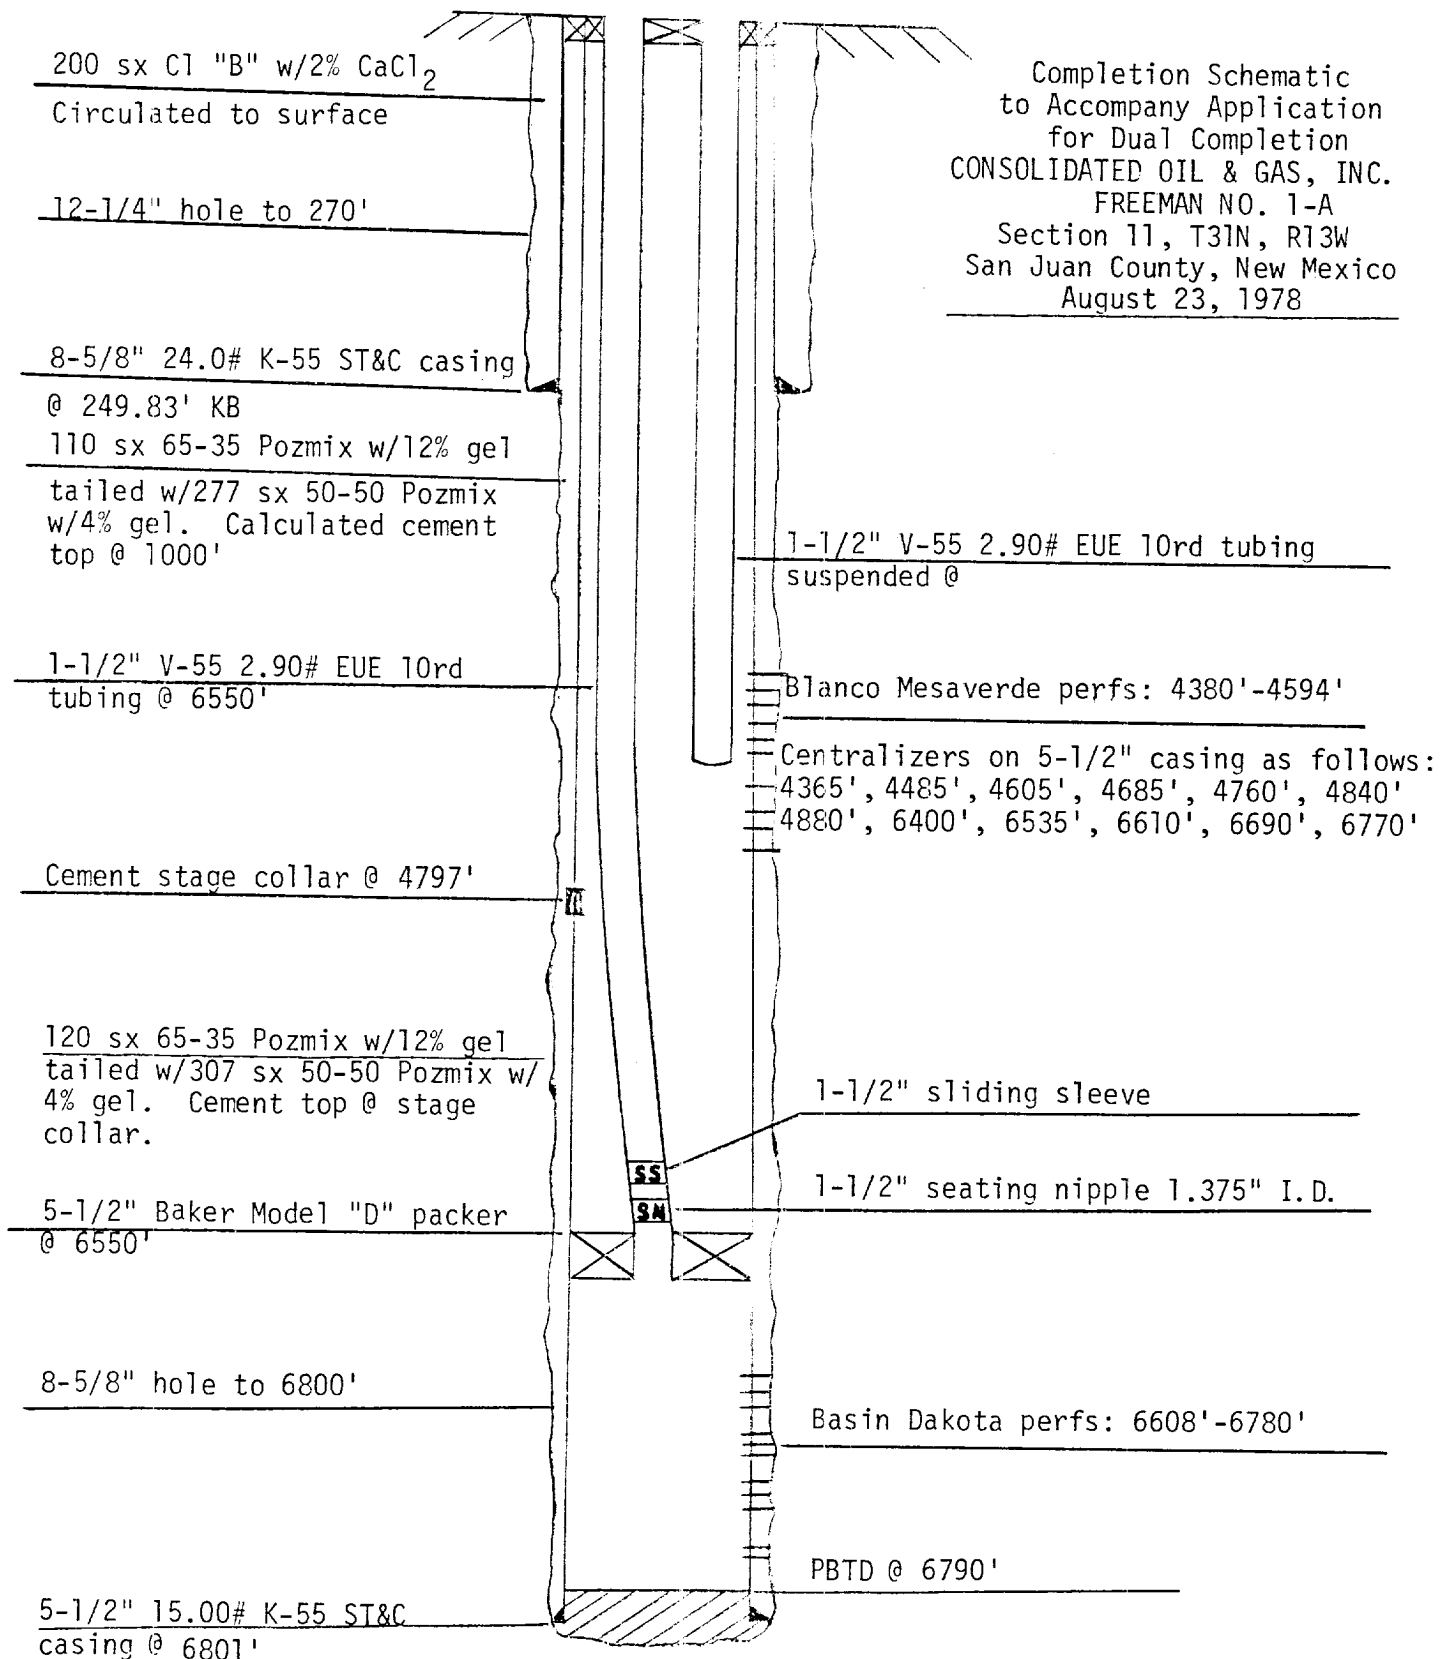 200 sx Cl "B" w/2% CaCl2
Circulated to surface
12-1/4" hole to 270'
8-5/8" 24.0# K-55 ST&C casing
@ 249.83' KB
110 sx 65-35 Pozmix w/12% gel
tailed w/277 sx 50-50 Pozmix
w/4% gel. Calculated cement
top @ 1000'
1-1/2" V-55 2.90# EUE 10rd
tubing @ 6550'
Cement stage collar @ 4797'
120 sx 65-35 Pozmix w/12% gel
tailed w/307 sx 50-50 Pozmix w/
4% gel. Cement top @ stage
collar.
5-1/2" Baker Model "D" packer
@ 6550'
8-5/8" hole to 6800'
5-1/2" 15.00# K-55 ST&C
casing @ 6801'
SS
SN
Completion Schematic
to Accompany Application
for Dual Completion
CONSOLIDATED OIL & GAS, INC.
FREEMAN NO. 1-A
Section 11, T31N, R13W
San Juan County, New Mexico
August 23, 1978
1-1/2" V-55 2.90# EUE 10rd tubing
suspended @
Blanco Mesaverde perfs: 4380'-4594'
Centralizers on 5-1/2" casing as follows:
4365', 4485', 4605', 4685', 4760', 4840'
4880', 6400', 6535', 6610', 6690', 6770'
1-1/2" sliding sleeve
1-1/2" seating nipple 1.375" I.D.
Basin Dakota perfs: 6608'-6780'
PBTD @ 6790'